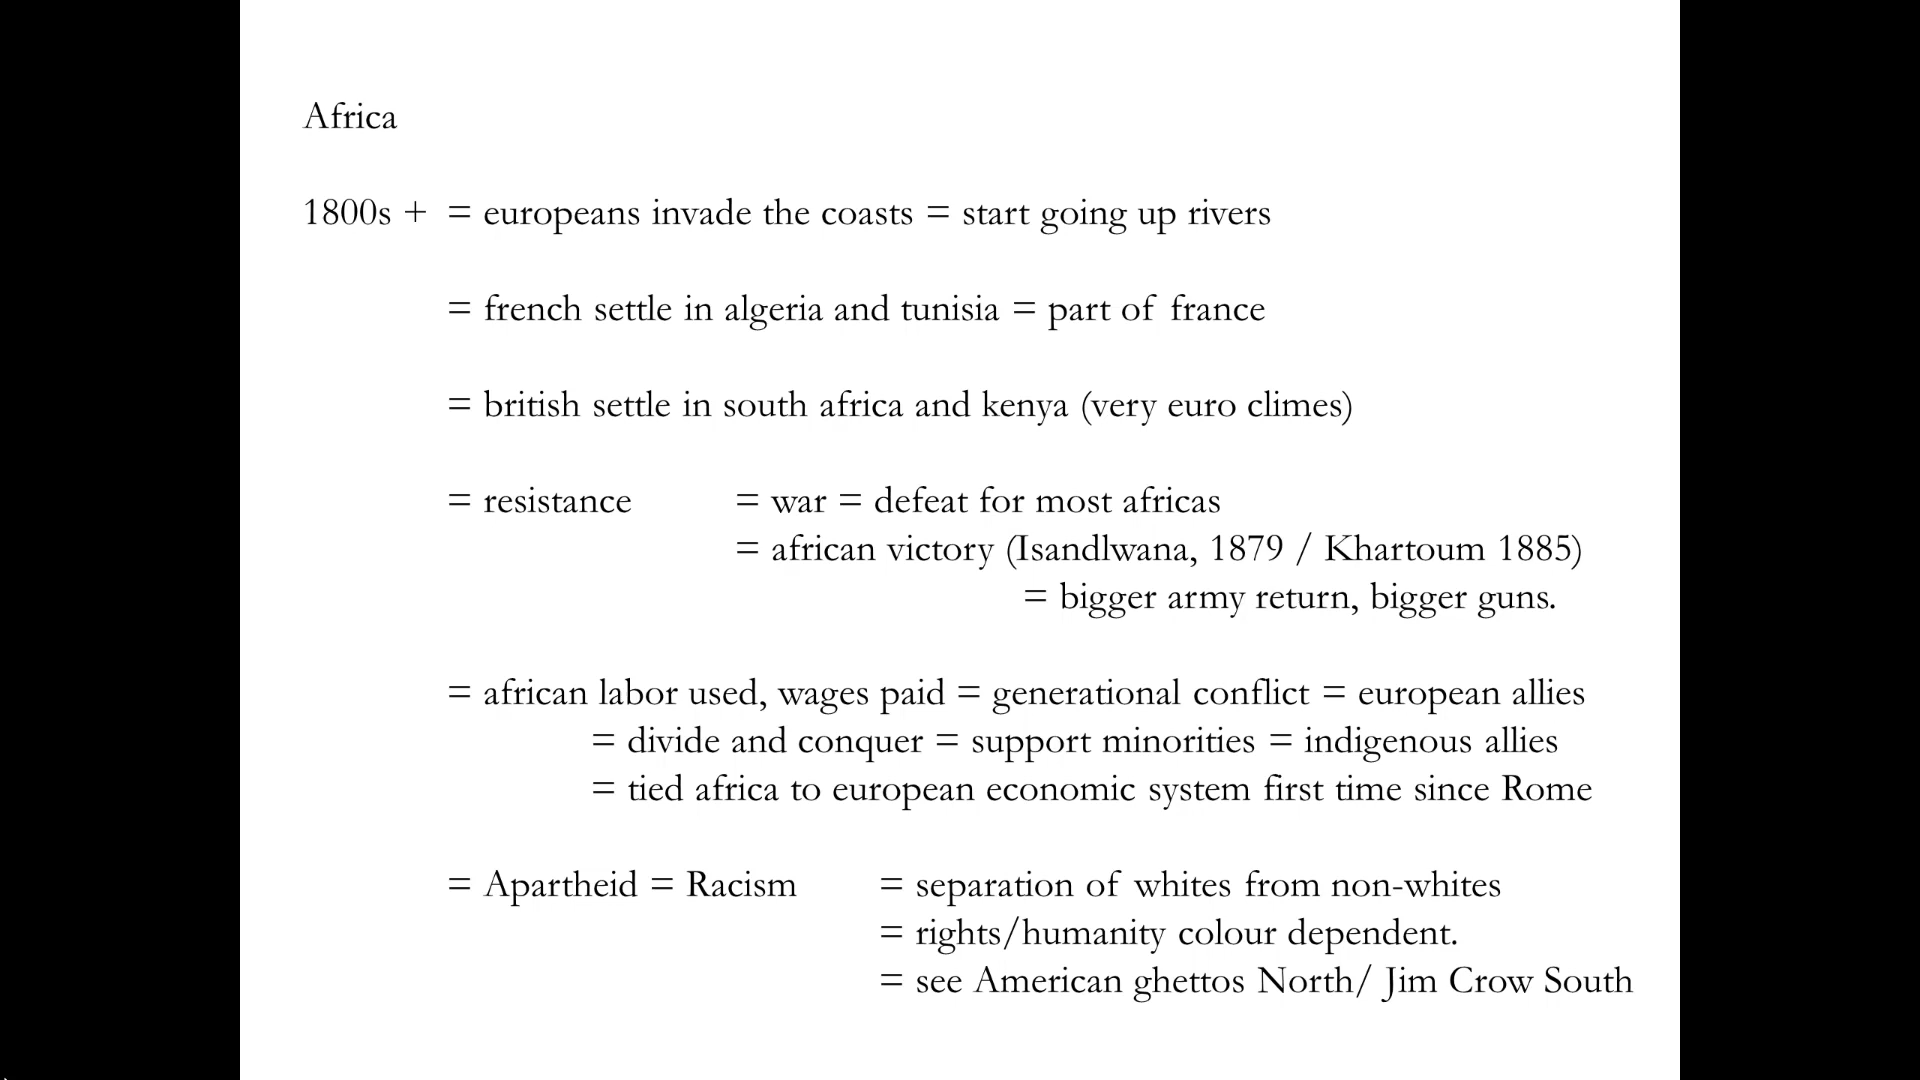 Africa
1800s + = europeans invade the coasts = start going up rivers
= french settle in algeria and tunisia = part of france
= british settle in south africa and kenya (very euro climes)
= resistance = war = defeat for most africas
= african victory (Isandlwana, 1879 / Khartoum 1885)
= bigger army return, bigger guns.
= african labor used, wages paid = generational conflict = european allies
= divide and conquer = support minorities = indigenous allies
= tied africa to european economic system first time since Rome
= Apartheid = Racism = separation of whites from non-whites
= rights/humanity colour dependent.
= see American ghettos North/ Jim Crow South